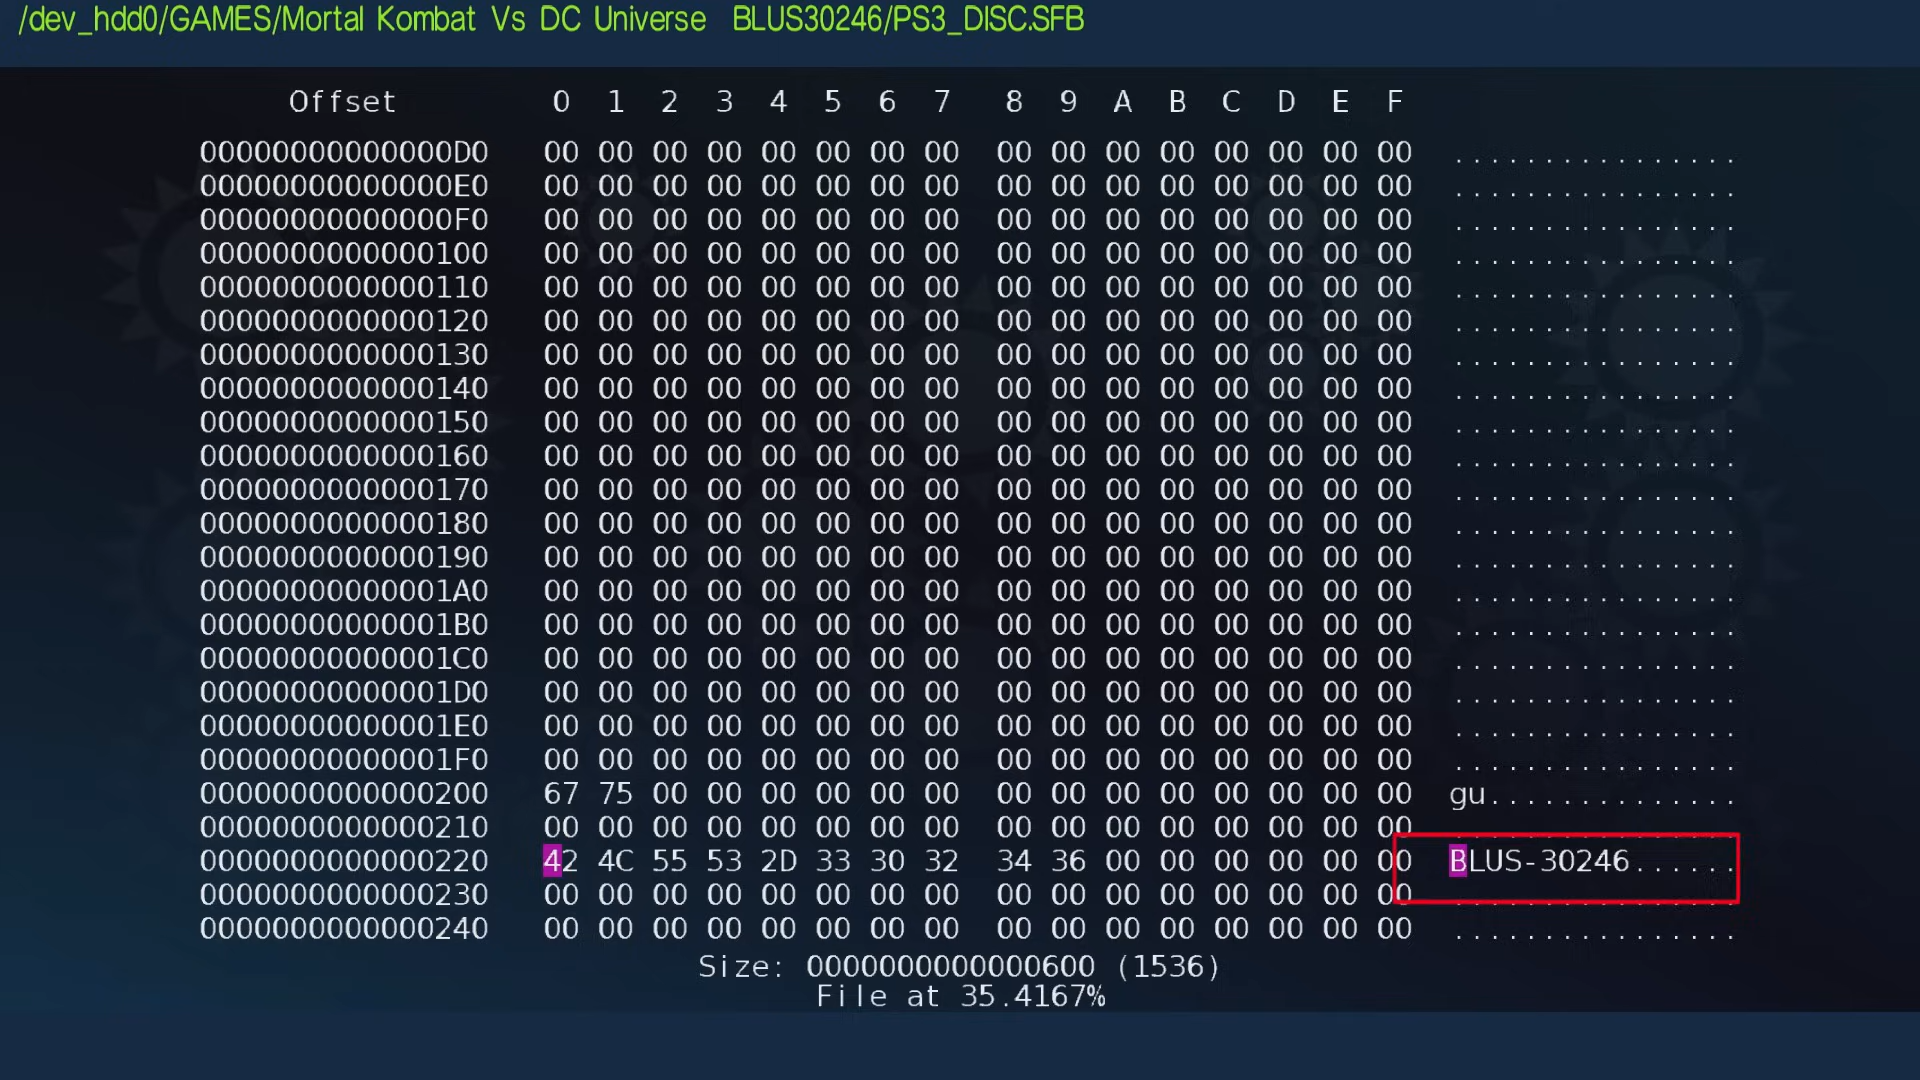 /dev_hdd0/GAMES/Mortal Kombat Vs DC Universe  BLUS30246/PS3_DISC.SFB
Offset 0 1 2 3 4 5 6 7 8 9 A B C D E F
00000000000000D0 00 00 00 00 00 00 00 00 00 00 00 00 00 00 00 00 ................
00000000000000E0 00 00 00 00 00 00 00 00 00 00 00 00 00 00 00 00 ................
00000000000000F0 00 00 00 00 00 00 00 00 00 00 00 00 00 00 00 00 ................
0000000000000100 00 00 00 00 00 00 00 00 00 00 00 00 00 00 00 00 ................
0000000000000110 00 00 00 00 00 00 00 00 00 00 00 00 00 00 00 00 ................
0000000000000120 00 00 00 00 00 00 00 00 00 00 00 00 00 00 00 00 ................
0000000000000130 00 00 00 00 00 00 00 00 00 00 00 00 00 00 00 00 ................
0000000000000140 00 00 00 00 00 00 00 00 00 00 00 00 00 00 00 00 ................
0000000000000150 00 00 00 00 00 00 00 00 00 00 00 00 00 00 00 00 ................
0000000000000160 00 00 00 00 00 00 00 00 00 00 00 00 00 00 00 00 ................
0000000000000170 00 00 00 00 00 00 00 00 00 00 00 00 00 00 00 00 ................
0000000000000180 00 00 00 00 00 00 00 00 00 00 00 00 00 00 00 00 ................
0000000000000190 00 00 00 00 00 00 00 00 00 00 00 00 00 00 00 00 ................
00000000000001A0 00 00 00 00 00 00 00 00 00 00 00 00 00 00 00 00 ................
00000000000001B0 00 00 00 00 00 00 00 00 00 00 00 00 00 00 00 00 ................
00000000000001C0 00 00 00 00 00 00 00 00 00 00 00 00 00 00 00 00 ................
00000000000001D0 00 00 00 00 00 00 00 00 00 00 00 00 00 00 00 00 ................
00000000000001E0 00 00 00 00 00 00 00 00 00 00 00 00 00 00 00 00 ................
00000000000001F0 00 00 00 00 00 00 00 00 00 00 00 00 00 00 00 00 ................
0000000000000200 67 75 00 00 00 00 00 00 00 00 00 00 00 00 00 00 gu..............
0000000000000210 00 00 00 00 00 00 00 00 00 00 00 00 00 00 00 00 ................
0000000000000220 42 4C 55 53 2D 33 30 32 34 36 00 00 00 00 00 00 BLUS-30246......
0000000000000230 00 00 00 00 00 00 00 00 00 00 00 00 00 00 00 00 ................
0000000000000240 00 00 00 00 00 00 00 00 00 00 00 00 00 00 00 00 ................
Size: 0000000000000600 (1536)
File at 35.4167%